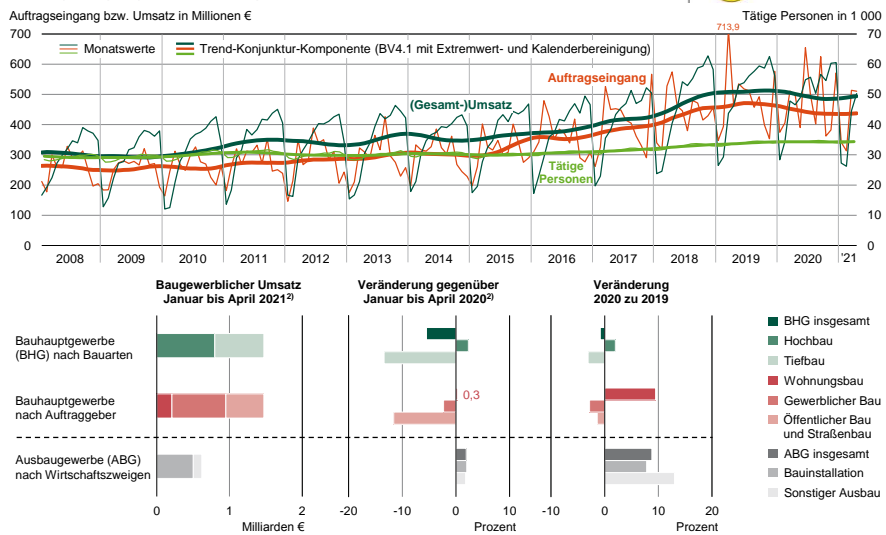 Auftragseingang bzw. Umsatz in Millionen €
Tätige Personen in 1 000
700
600
500
400
300
200
100
0
Monatswerte
Trend-Konjunktur-Komponente (BV4.1 mit Extremwert- und Kalenderbereinigung)
713,9
Auftragseingang
(Gesamt-)Umsatz
Tätige
Personen
70
60
50
40
30
20
10
0
2008
2009
2010
2011
2012
2013
2014
2015
2016
2017
2018
2019
2020
'21
Baugewerblicher Umsatz
Januar bis April 2021²⁾
Veränderung gegenüber
Januar bis April 2020²⁾
Veränderung
2020 zu 2019
Bauhauptgewerbe
(BHG) nach Bauarten
Bauhauptgewerbe
nach Auftraggeber
0,3
Ausbaugewerbe (ABG)
nach Wirtschaftszweigen
BHG insgesamt
Hochbau
Tiefbau
Wohnungsbau
Gewerblicher Bau
Öffentlicher Bau
und Straßenbau
ABG insgesamt
Bauinstallation
Sonstiger Ausbau
0
1
2
-20
-10
0
10
-10
0
10
20
Milliarden €
Prozent
Prozent